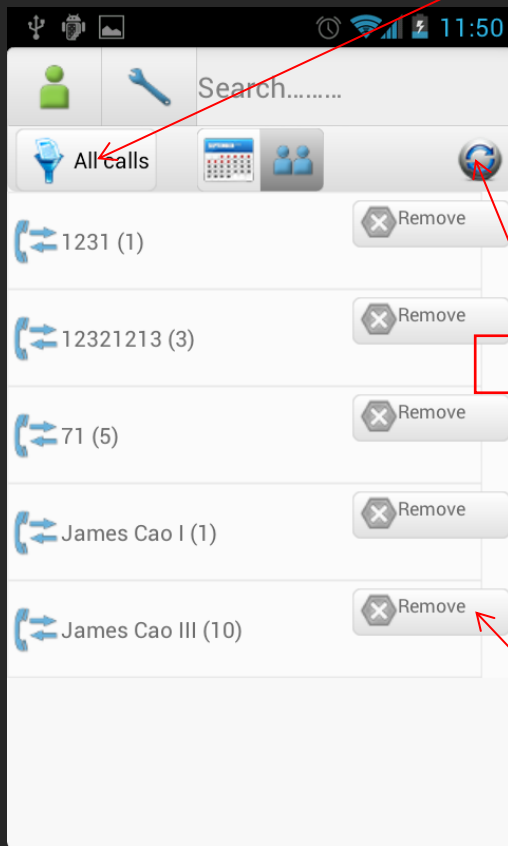 11:50
Search………
All calls
SEPTEMBER
Remove
1231 (1)
Remove
12321213 (3)
Remove
71 (5)
Remove
James Cao I (1)
Remove
James Cao III (10)